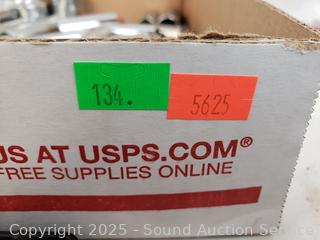 134.
5625
US AT USPS.COM®
FREE SUPPLIES ONLINE
Copyright 2025 - Sound Auction Service